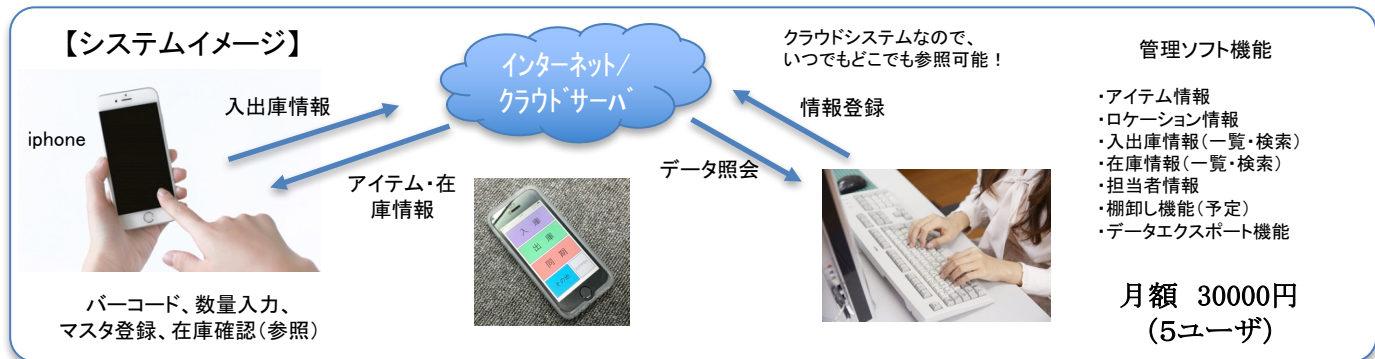 【システムイメージ】
iphone
入出庫情報
アイテム・在
庫情報
バーコード、数量入力、
マスタ登録、在庫確認(参照)
インターネット/
クラウドサーバ
入 庫
出 庫
同 期
その他
クラウドシステムなので、
いつでもどこでも参照可能!
情報登録
データ照会
管理ソフト機能
・アイテム情報
・ロケーション情報
・入出庫情報(一覧・検索)
・在庫情報(一覧・検索)
・担当者情報
・棚卸し機能(予定)
・データエクスポート機能
月額 30000円
(5ユーザ)